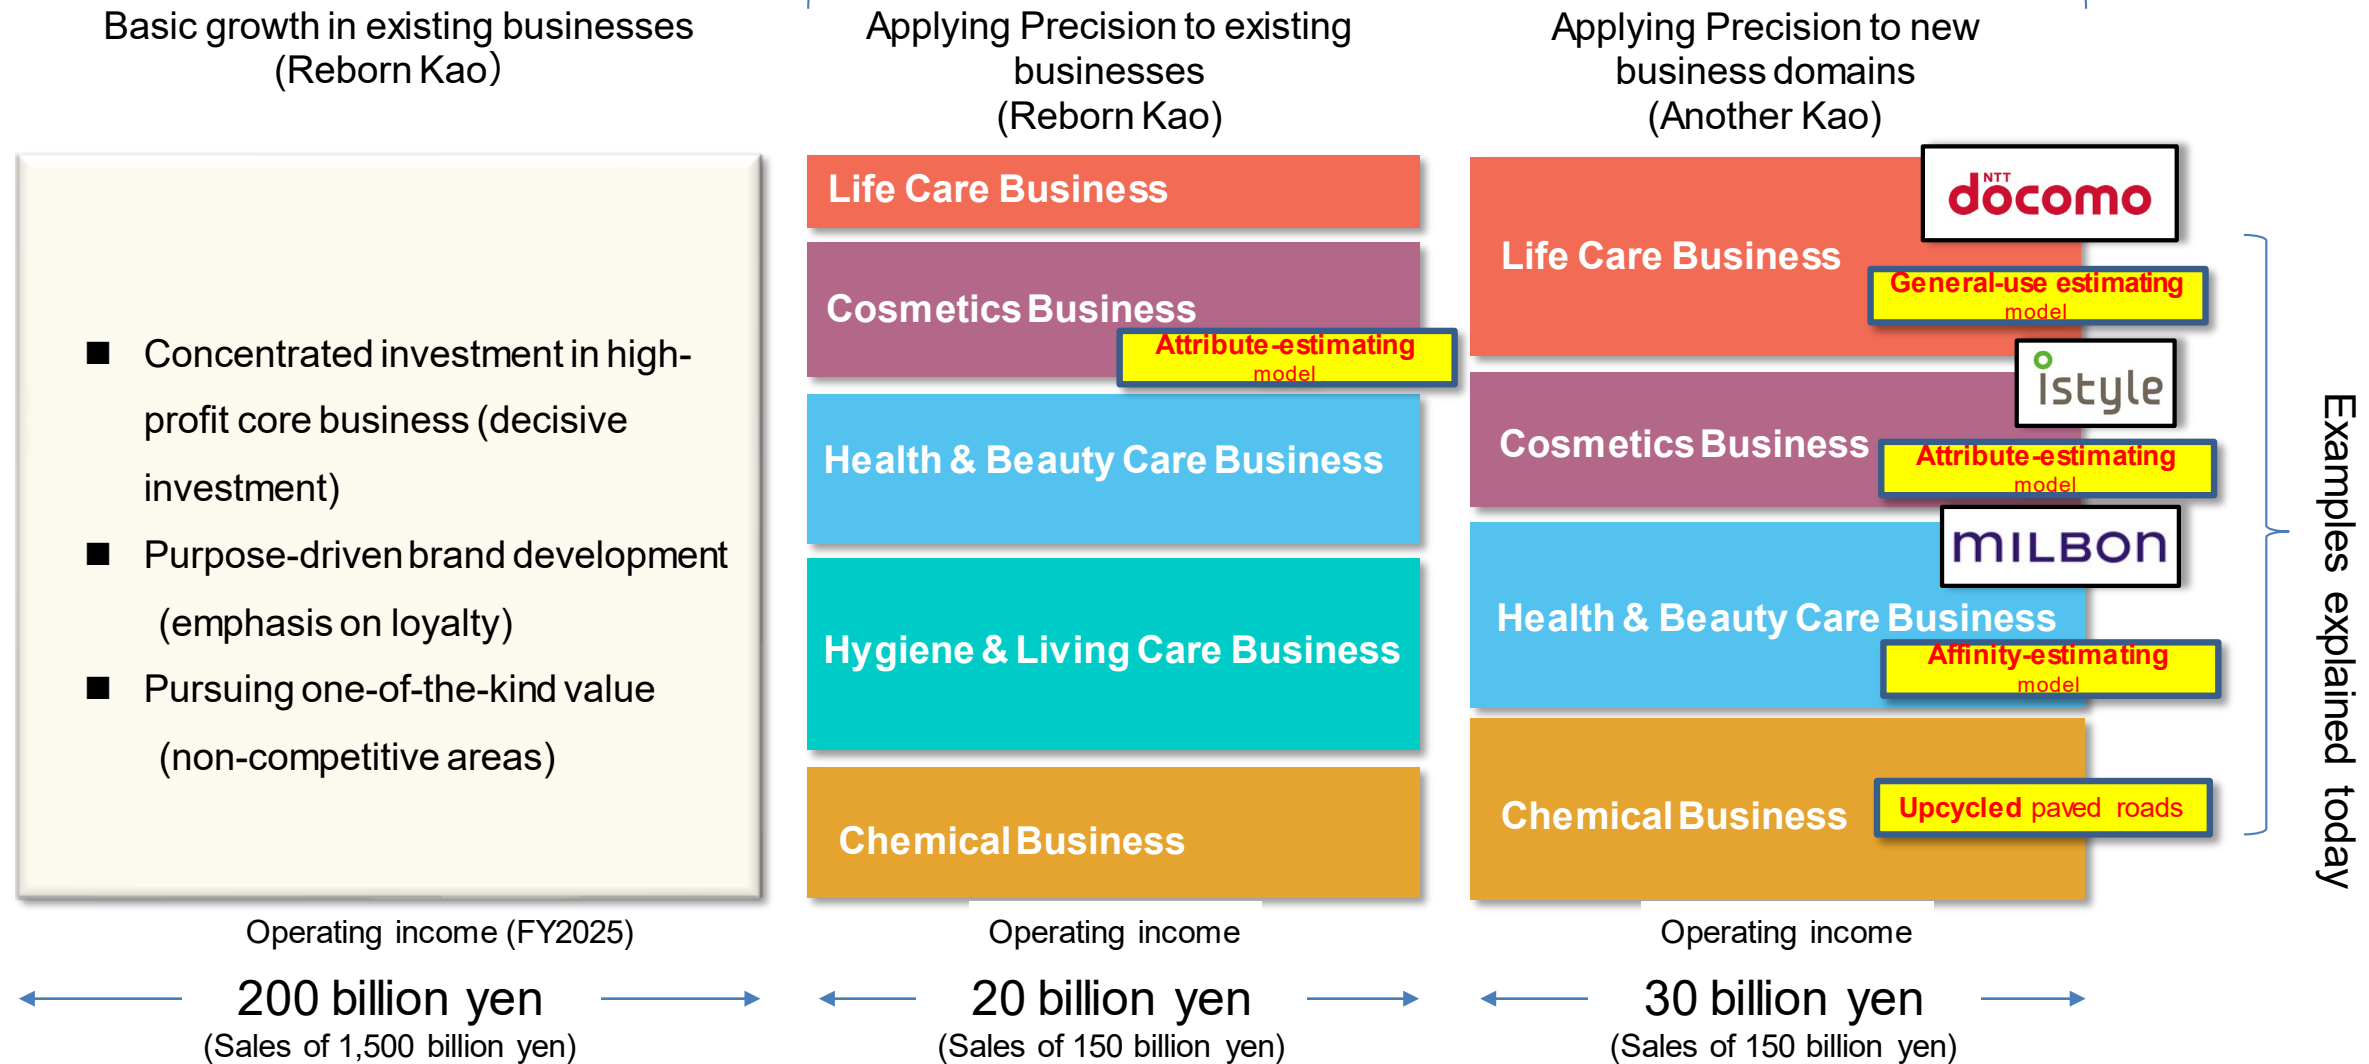 Basic growth in existing businesses
(Reborn Kao)
■ Concentrated investment in high-
profit core business (decisive
investment)
■ Purpose-driven brand development
(emphasis on loyalty)
■ Pursuing one-of-the-kind value
(non-competitive areas)
Operating income (FY2025)
200 billion yen
(Sales of 1,500 billion yen)
Applying Precision to existing
businesses
(Reborn Kao)
Life Care Business
Cosmetics Business
Attribute-estimating
model
Health & Beauty Care Business
Hygiene & Living Care Business
Chemical Business
Operating income
20 billion yen
(Sales of 150 billion yen)
Applying Precision to new
business domains
(Another Kao)
NTT
döcomo
Life Care Business
General-use estimating
model
istyle
Cosmetics Business
Attribute-estimating
model
MILBON
Health & Beauty Care Business
Affinity-estimating
model
Chemical Business
Upcycled paved roads
Operating income
30 billion yen
(Sales of 150 billion yen)
Examples explained today